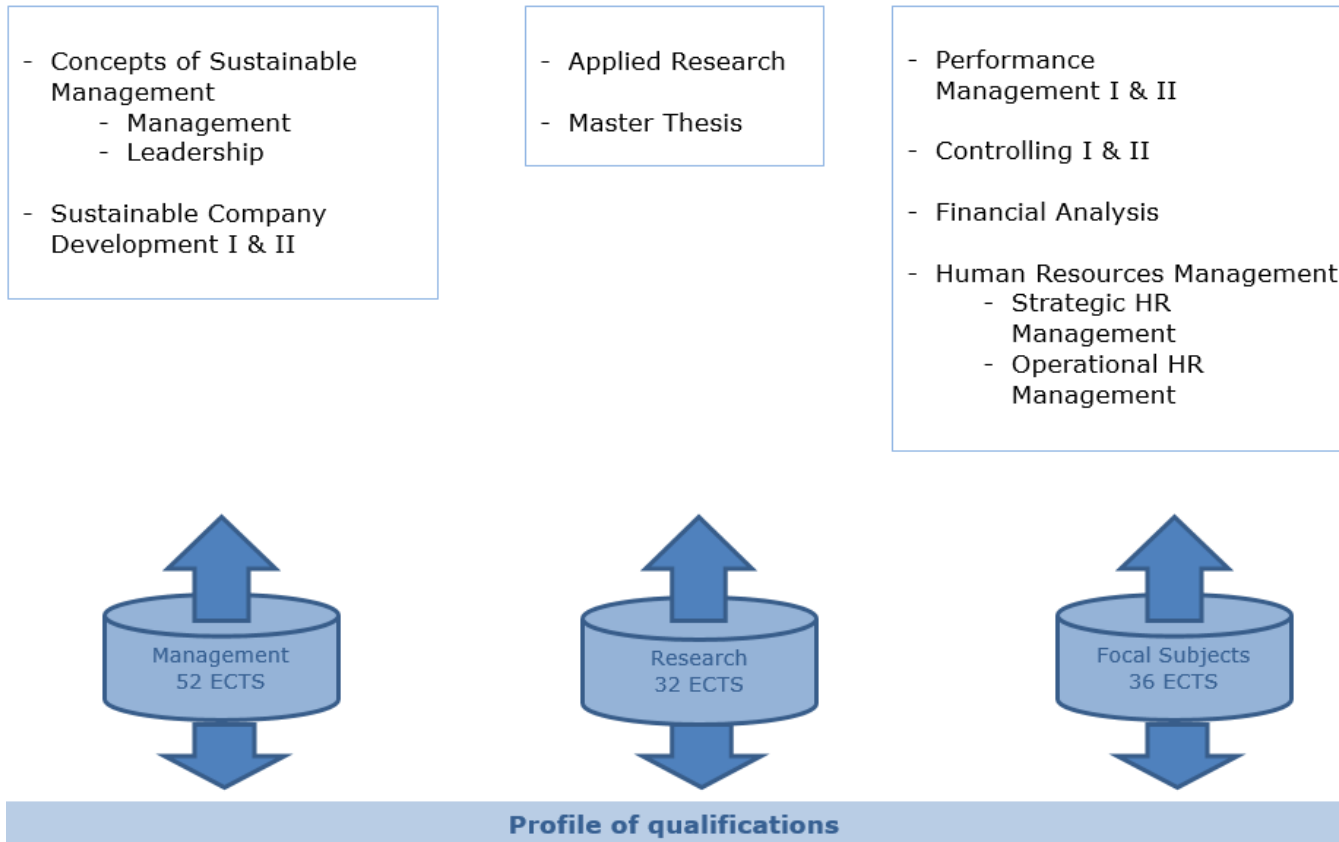 - Concepts of Sustainable
Management
- Management
- Leadership
- Sustainable Company
Development I & II
- Applied Research
- Master Thesis
- Performance
Management I & II
- Controlling I & II
- Financial Analysis
- Human Resources Management
- Strategic HR
Management
- Operational HR
Management
Management
52 ECTS
Research
32 ECTS
Focal Subjects
36 ECTS
Profile of qualifications